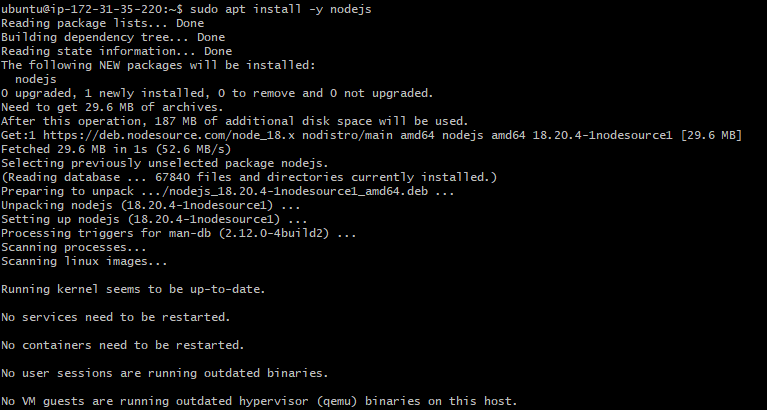 ubuntu@ip-172-31-35-220:~$ sudo apt install -y nodejs
Reading package lists... Done
Building dependency tree... Done
Reading state information... Done
The following NEW packages will be installed:
  nodejs
0 upgraded, 1 newly installed, 0 to remove and 0 not upgraded.
Need to get 29.6 MB of archives.
After this operation, 187 MB of additional disk space will be used.
Get:1 https://deb.nodesource.com/node_18.x nodistro/main amd64 nodejs amd64 18.20.4-1nodesource1 [29.6 MB]
Fetched 29.6 MB in 1s (52.6 MB/s)
Selecting previously unselected package nodejs.
(Reading database ... 67840 files and directories currently installed.)
Preparing to unpack .../nodejs_18.20.4-1nodesource1_amd64.deb ...
Unpacking nodejs (18.20.4-1nodesource1) ...
Setting up nodejs (18.20.4-1nodesource1) ...
Processing triggers for man-db (2.12.0-4build2) ...
Scanning processes...
Scanning linux images...

Running kernel seems to be up-to-date.

No services need to be restarted.

No containers need to be restarted.

No user sessions are running outdated binaries.

No VM guests are running outdated hypervisor (qemu) binaries on this host.